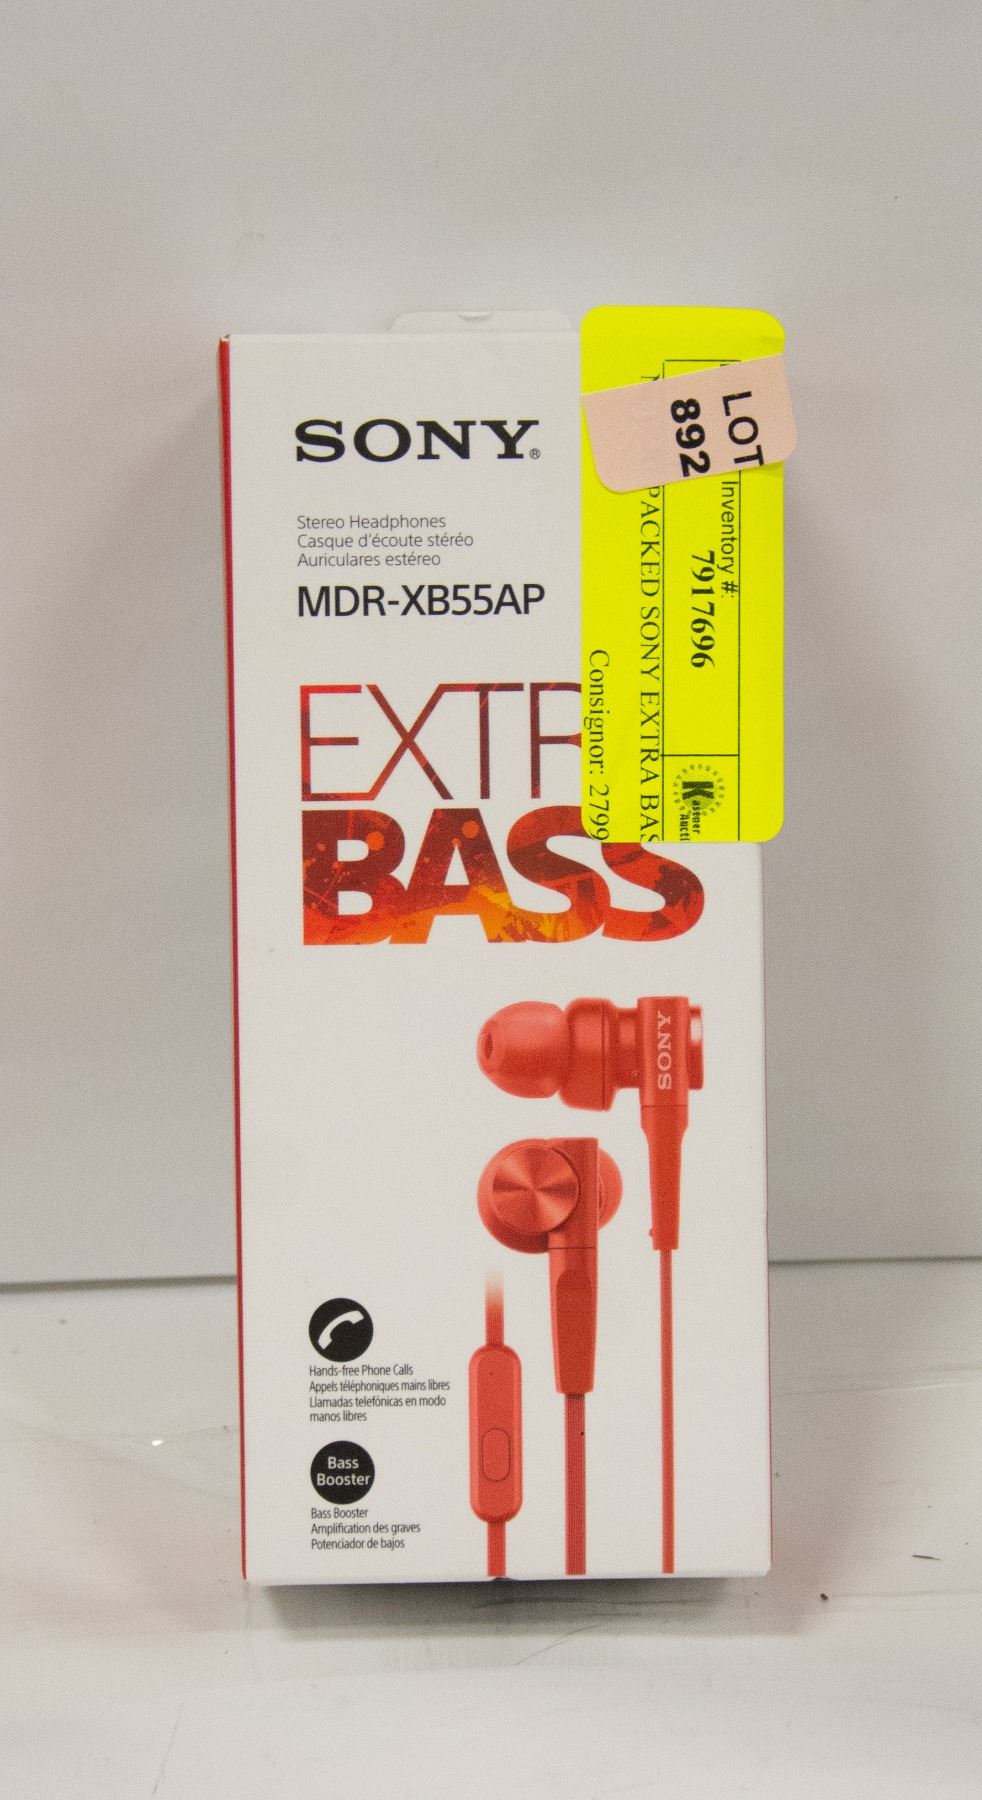 SONY®
Stereo Headphones
Casque d'écoute stéréo
Auriculares estéreo
MDR-XB55AP
EXTR
BASS
LOT
892
Inventory #:
7917696
PACKED SONY EXTRA BAS
Consignor: 2799
Kastner
Aucti
SONY
Hands-free Phone Calls
Appels téléphoniques mains libres
Llamadas telefónicas en modo
manos libres
Bass
Booster
Bass Booster
Amplification des graves
Potenciador de bajos